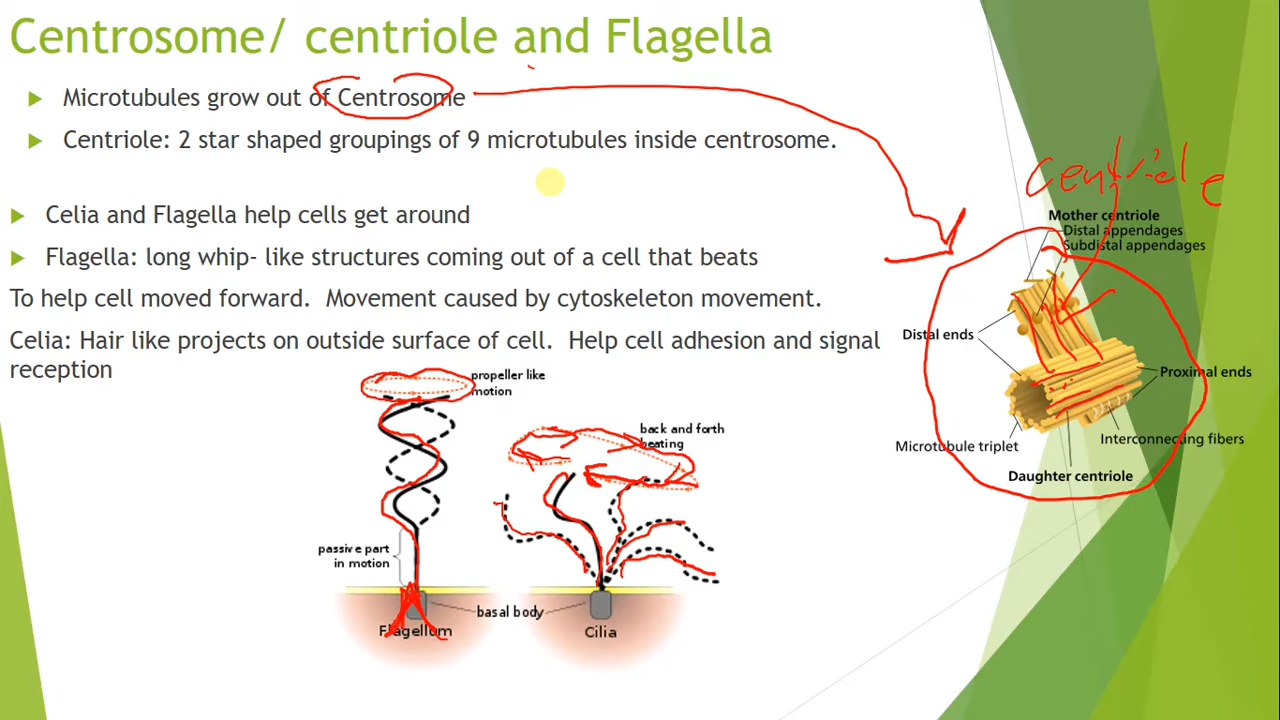 Centrosome/ centriole and Flagella
Microtubules grow out of Centrosome
Centriole: 2 star shaped groupings of 9 microtubules inside centrosome.
Celia and Flagella help cells get around
Flagella: long whip- like structures coming out of a cell that beats
To help cell moved forward.  Movement caused by cytoskeleton movement.
Celia: Hair like projects on outside surface of cell.  Help cell adhesion and signal
reception
centriole
Mother centriole
Distal appendages
Subdistal appendages
Distal ends
Proximal ends
Microtubule triplet
Interconnecting fibers
Daughter centriole
propeller like
motion
back and forth
beating
passive part
in motion
basal body
Flagellum
Cilia